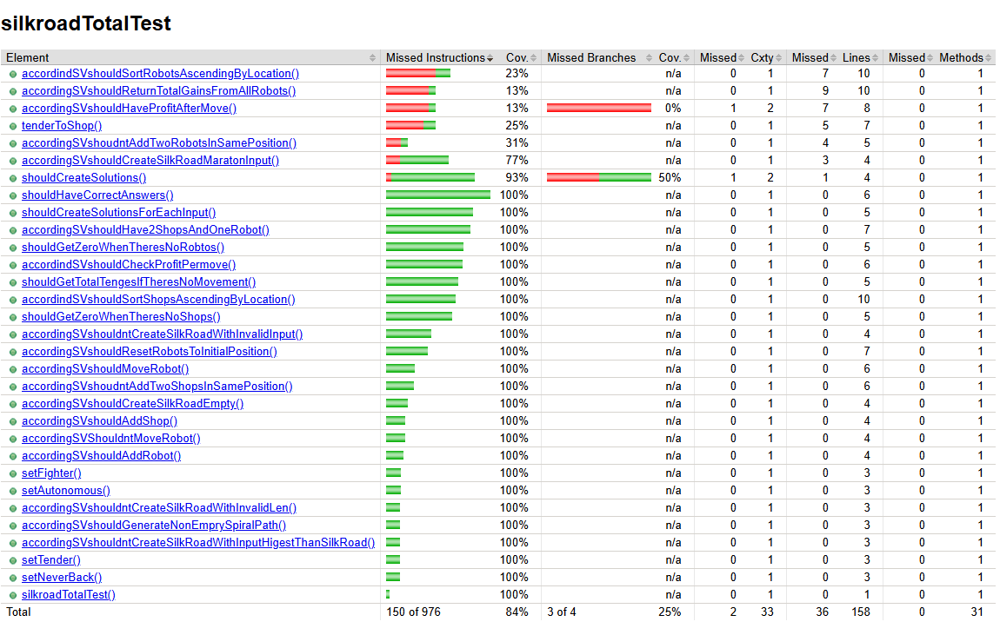 silkroadTotalTest
Element Missed Instructions Cov. Missed Branches Cov. Missed Cxty Missed Lines Missed Methods
accordindSVshouldSortRobotsAscendingByLocation() 23% n/a 0 1 7 10 0 1
accordingSVshouldReturnTotalGainsFromAllRobots() 13% n/a 0 1 9 10 0 1
accordingSVshouldHaveProfitAfterMove() 13% 0% 1 2 7 8 0 1
tenderToShop() 25% n/a 0 1 5 7 0 1
accordingSVshoudntAddTwoRobotsInSamePosition() 31% n/a 0 1 4 5 0 1
accordingSVshouldCreateSilkRoadMaratonInput() 77% n/a 0 1 3 4 0 1
shouldCreateSolutions() 93% 50% 1 2 1 4 0 1
shouldHaveCorrectAnswers() 100% n/a 0 1 0 6 0 1
shouldCreateSolutionsForEachInput() 100% n/a 0 1 0 5 0 1
accordingSVshouldHave2ShopsAndOneRobot() 100% n/a 0 1 0 7 0 1
shouldGetZeroWhenTheresNoRobtos() 100% n/a 0 1 0 5 0 1
accordindSVshouldCheckProfitPermove() 100% n/a 0 1 0 6 0 1
shouldGetTotalTengesIfTheresNoMovement() 100% n/a 0 1 0 5 0 1
accordindSVshouldSortShopsAscendingByLocation() 100% n/a 0 1 0 10 0 1
shouldGetZeroWhenTheresNoShops() 100% n/a 0 1 0 5 0 1
accordingSVshouldntCreateSilkRoadWithInvalidInput() 100% n/a 0 1 0 4 0 1
accordingSVshouldResetRobotsToInitialPosition() 100% n/a 0 1 0 7 0 1
accordingSVshouldMoveRobot() 100% n/a 0 1 0 6 0 1
accordingSVshoudntAddTwoShopsInSamePosition() 100% n/a 0 1 0 6 0 1
accordingSVshouldCreateSilkRoadEmpty() 100% n/a 0 1 0 4 0 1
accordingSVshouldAddShop() 100% n/a 0 1 0 4 0 1
accordingSVShouldntMoveRobot() 100% n/a 0 1 0 4 0 1
accordingSVshouldAddRobot() 100% n/a 0 1 0 4 0 1
setFighter() 100% n/a 0 1 0 3 0 1
setAutonomous() 100% n/a 0 1 0 3 0 1
accordingSVshouldntCreateSilkRoadWithInvalidLen() 100% n/a 0 1 0 3 0 1
accordingSVshouldGenerateNonEmprySpiralPath() 100% n/a 0 1 0 3 0 1
accordingSVshouldntCreateSilkRoadWithInputHigestThanSilkRoad() 100% n/a 0 1 0 3 0 1
setTender() 100% n/a 0 1 0 3 0 1
setNeverBack() 100% n/a 0 1 0 3 0 1
silkroadTotalTest() 100% n/a 0 1 0 1 0 1
Total 150 of 976 84% 3 of 4 25% 2 33 36 158 0 31